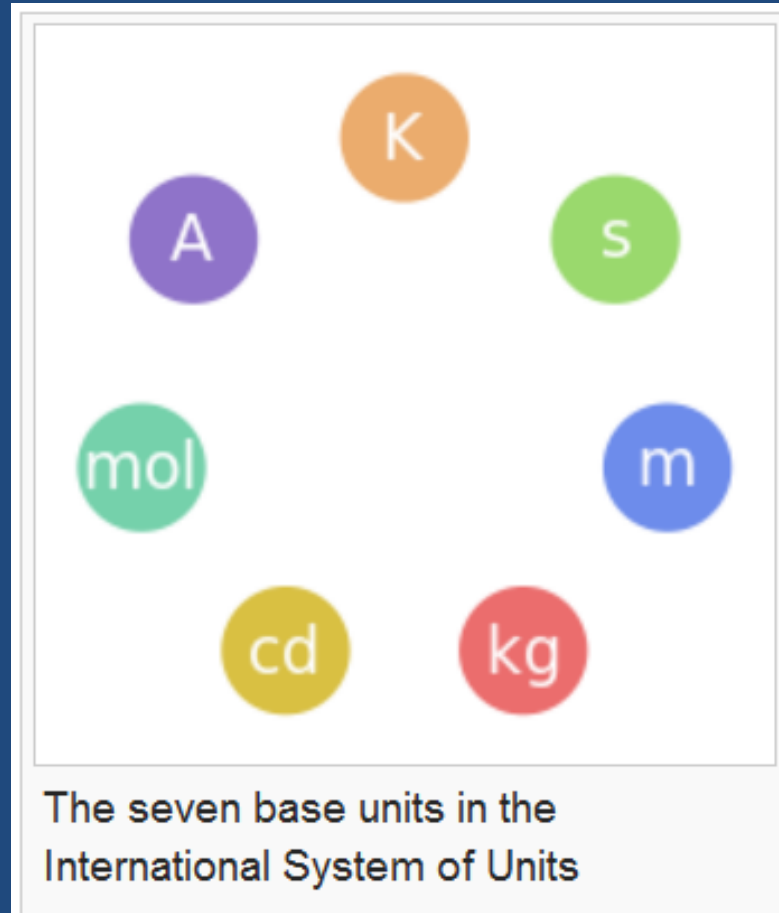 K
A
s
mol
m
cd
kg
The seven base units in the
International System of Units